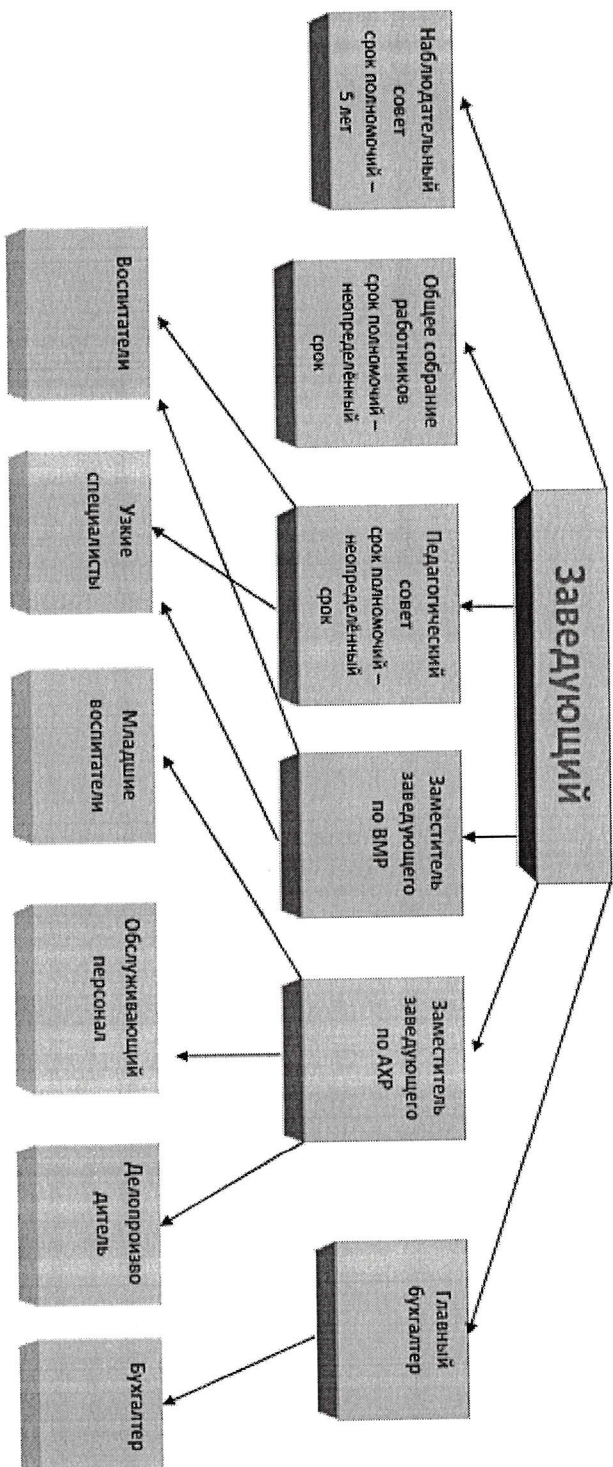 Заведующий
Наблюдательный
совет
срок полномочий –
5 лет
Общее собрание
работников
срок полномочий –
неопределённый
срок
Педагогический
совет
срок полномочий –
неопределённый
срок
Заместитель
заведующего
по ВМР
Заместитель
заведующего
по АХР
Главный
бухгалтер
Воспитатели
Узкие
специалисты
Младшие
воспитатели
Обслуживающий
персонал
Делопроизво
дитель
Бухгалтер